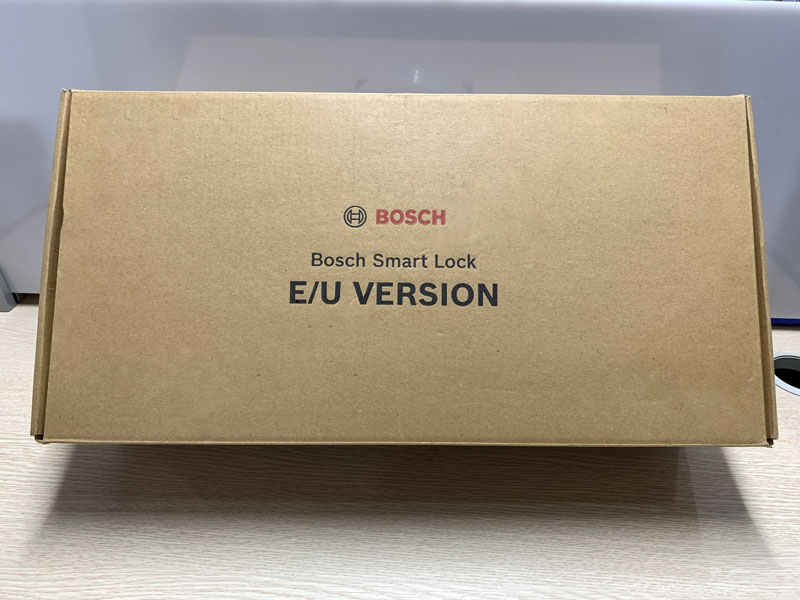 BOSCH
Bosch Smart Lock
E/U VERSION